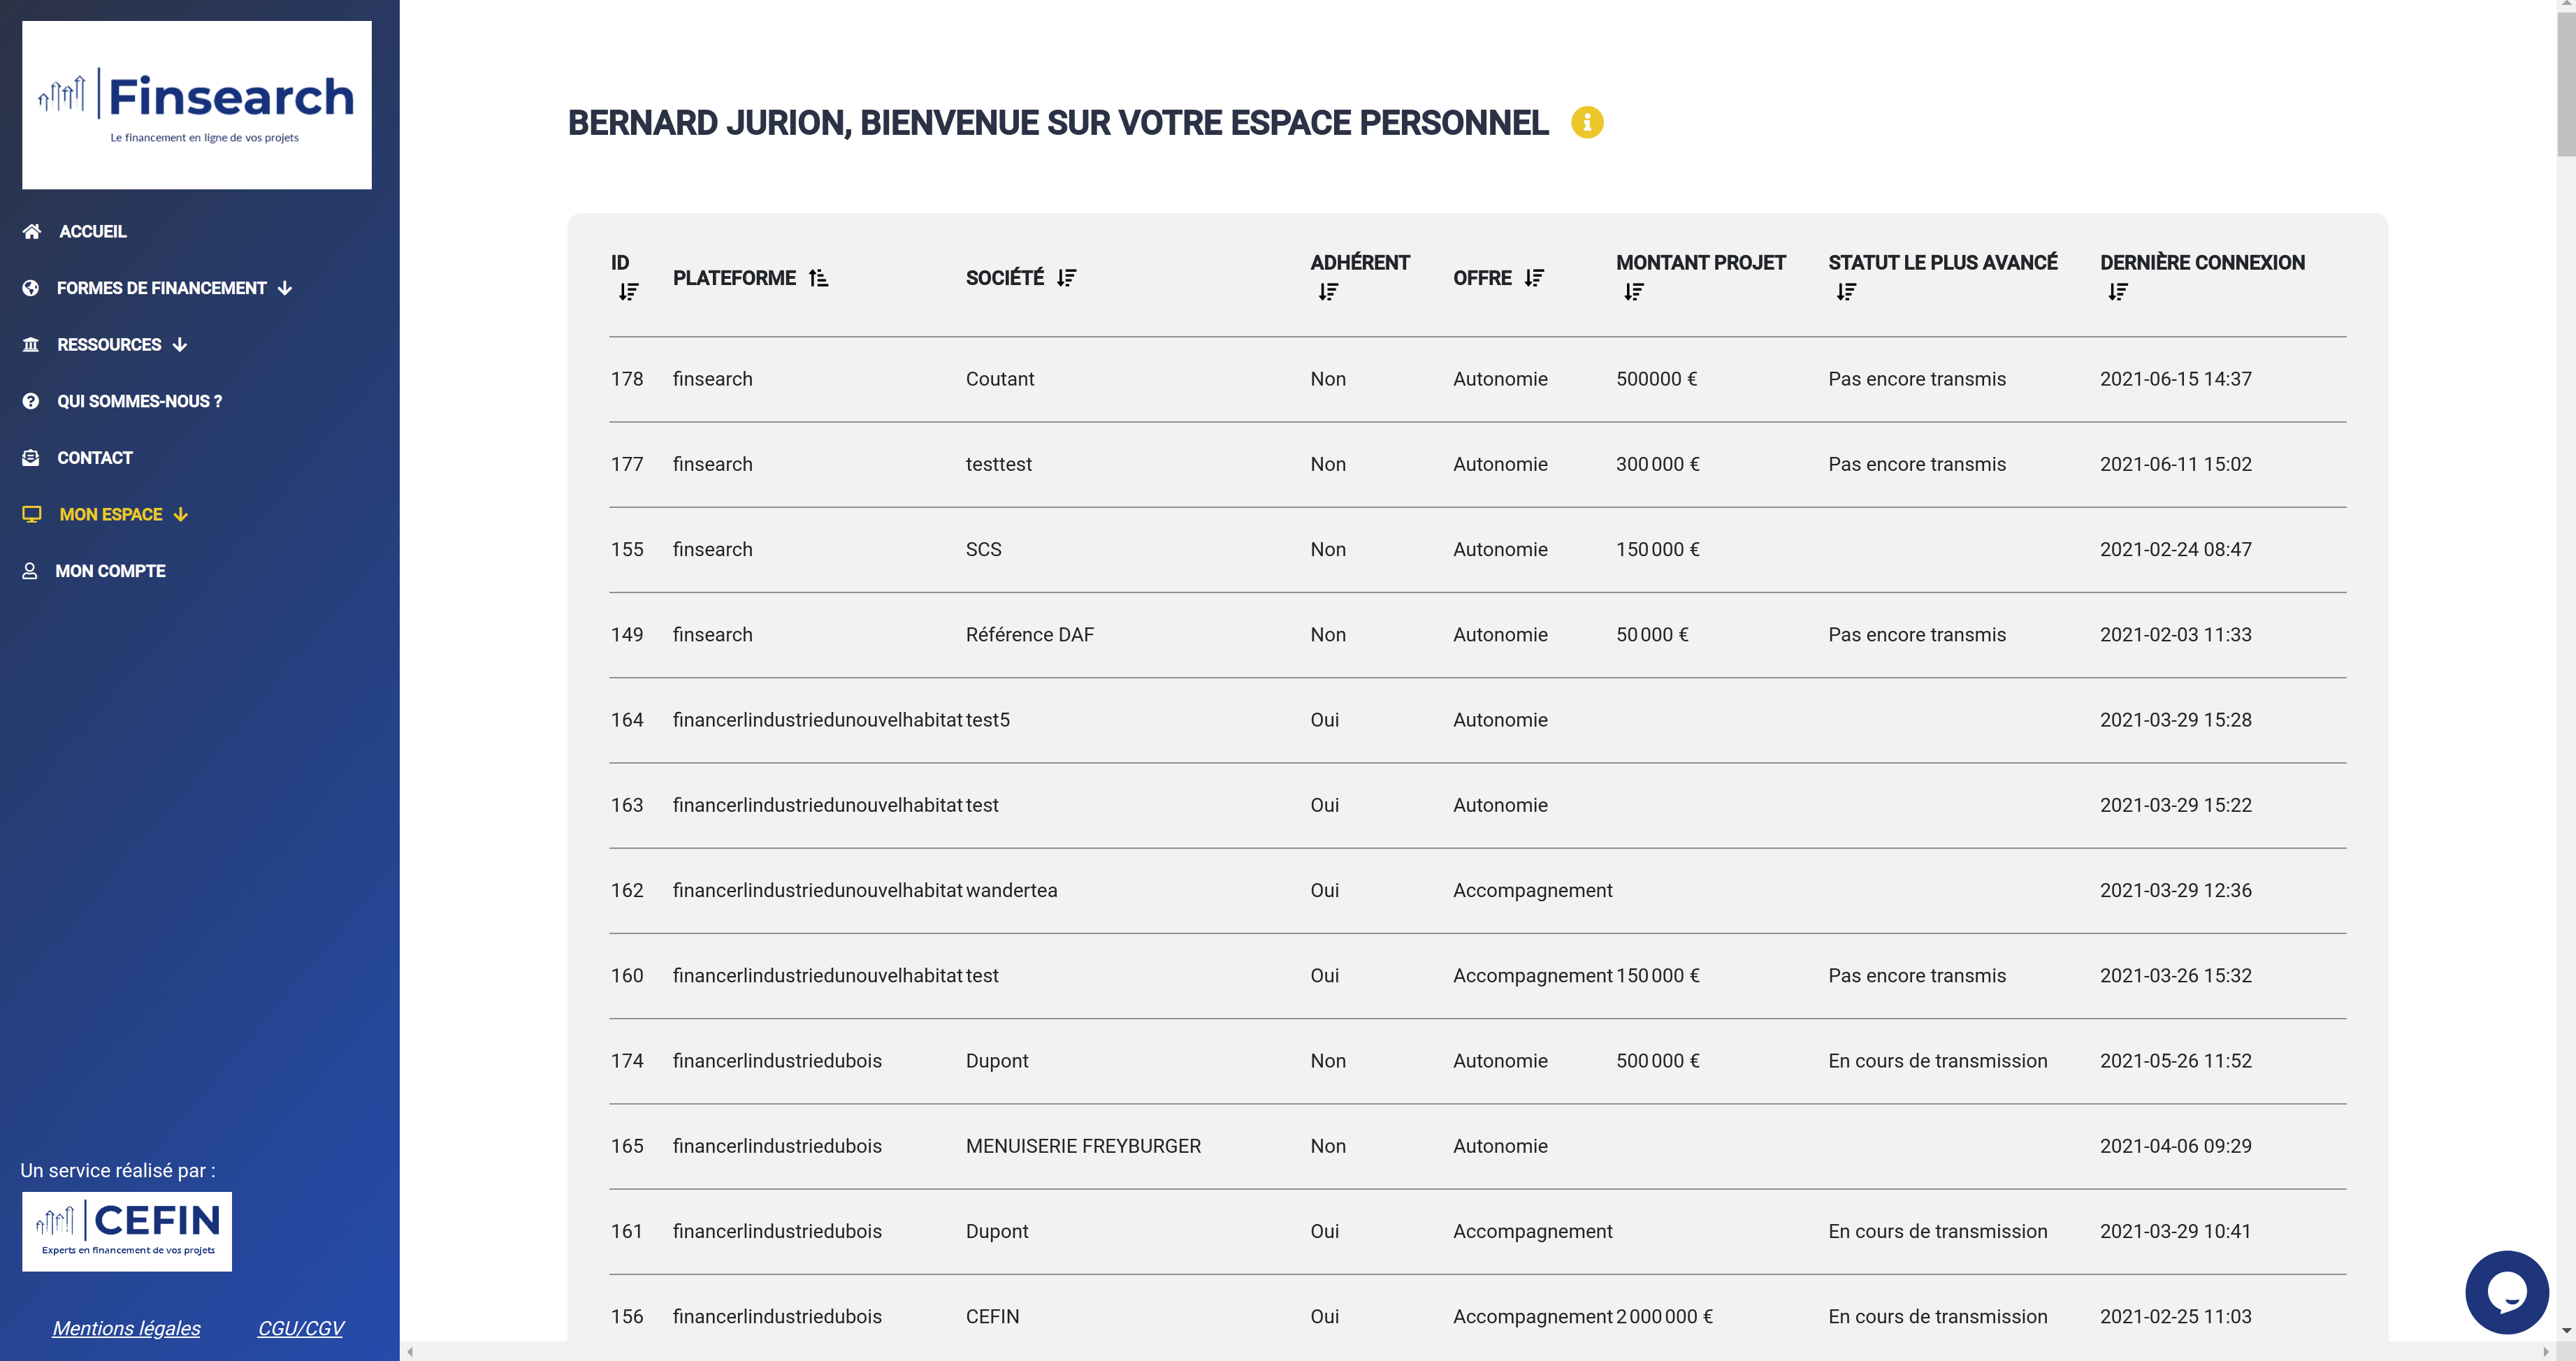 Finsearch
Le financement en ligne de vos projets
ACCUEIL
FORMES DE FINANCEMENT
RESSOURCES
QUI SOMMES-NOUS ?
CONTACT
MON ESPACE
MON COMPTE
Un service réalisé par :
CEFIN
Experts en financement de vos projets
Mentions légales CGU/CGV
BERNARD JURION, BIENVENUE SUR VOTRE ESPACE PERSONNEL
ID PLATEFORME SOCIÉTÉ ADHÉRENT OFFRE MONTANT PROJET STATUT LE PLUS AVANCÉ DERNIÈRE CONNEXION
178 finsearch Coutant Non Autonomie 500000 € Pas encore transmis 2021-06-15 14:37
177 finsearch testtest Non Autonomie 300 000 € Pas encore transmis 2021-06-11 15:02
155 finsearch SCS Non Autonomie 150 000 € 2021-02-24 08:47
149 finsearch Référence DAF Non Autonomie 50 000 € Pas encore transmis 2021-02-03 11:33
164 financerlindustriedunouvelhabitat test5 Oui Autonomie 2021-03-29 15:28
163 financerlindustriedunouvelhabitat test Oui Autonomie 2021-03-29 15:22
162 financerlindustriedunouvelhabitat wandertea Oui Accompagnement 2021-03-29 12:36
160 financerlindustriedunouvelhabitat test Oui Accompagnement 150 000 € Pas encore transmis 2021-03-26 15:32
174 financerlindustriedubois Dupont Non Autonomie 500 000 € En cours de transmission 2021-05-26 11:52
165 financerlindustriedubois MENUISERIE FREYBURGER Non Autonomie 2021-04-06 09:29
161 financerlindustriedubois Dupont Oui Accompagnement En cours de transmission 2021-03-29 10:41
156 financerlindustriedubois CEFIN Oui Accompagnement 2 000 000 € En cours de transmission 2021-02-25 11:03